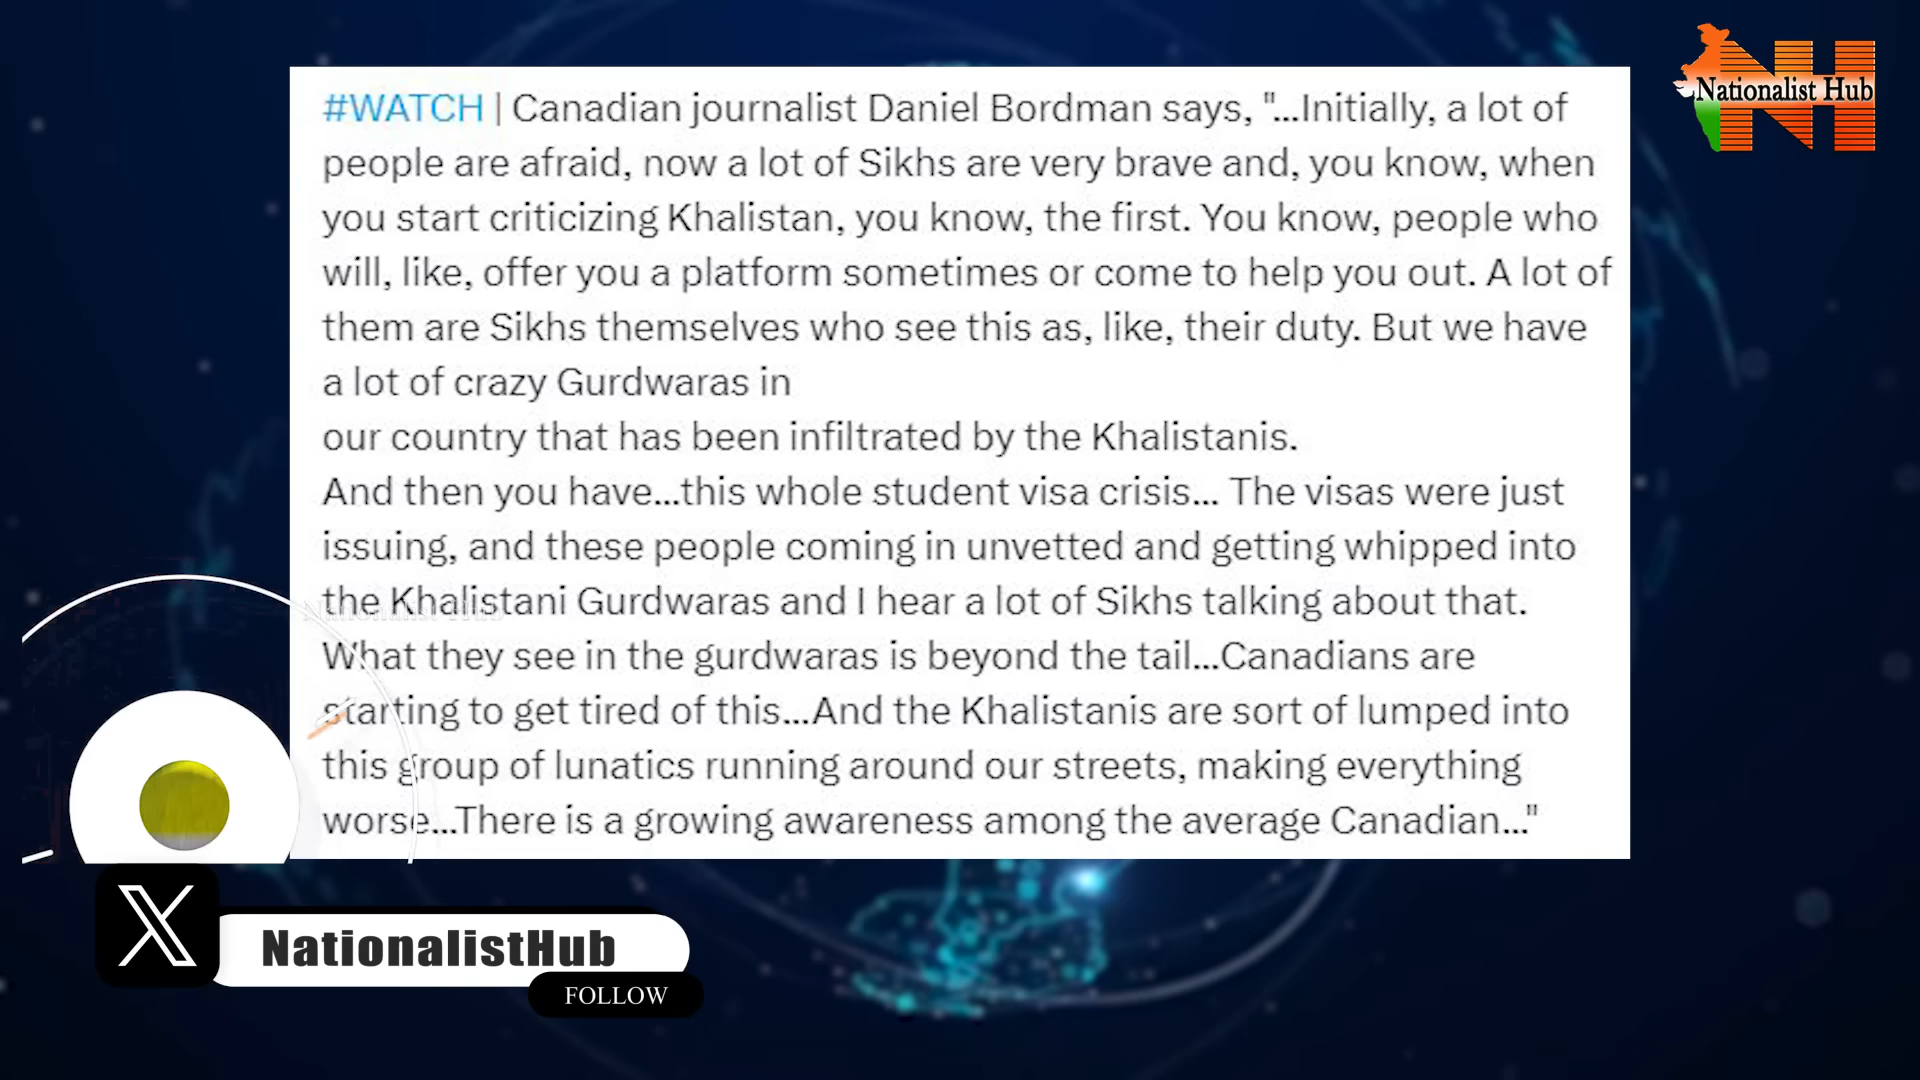 Nationalist Hub
#WATCH | Canadian journalist Daniel Bordman says, "...Initially, a lot of
people are afraid, now a lot of Sikhs are very brave and, you know, when
you start criticizing Khalistan, you know, the first. You know, people who
will, like, offer you a platform sometimes or come to help you out. A lot of
them are Sikhs themselves who see this as, like, their duty. But we have
a lot of crazy Gurdwaras in
our country that has been infiltrated by the Khalistanis.
And then you have...this whole student visa crisis... The visas were just
issuing, and these people coming in unvetted and getting whipped into
the Khalistani Gurdwaras and I hear a lot of Sikhs talking about that.
What they see in the gurdwaras is beyond the tail...Canadians are
starting to get tired of this...And the Khalistanis are sort of lumped into
this group of lunatics running around our streets, making everything
worse...There is a growing awareness among the average Canadian..."
Nationalist Hub
NationalistHub
FOLLOW